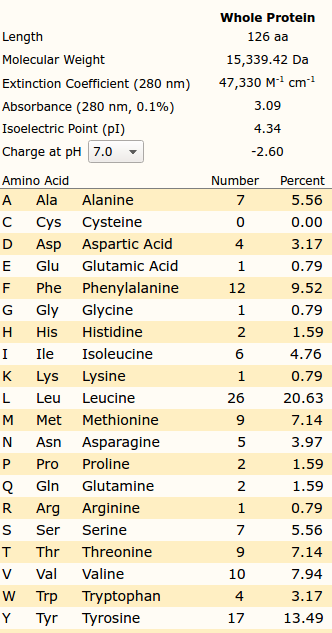 Whole Protein
Length 126 aa
Molecular Weight 15,339.42 Da
Extinction Coefficient (280 nm) 47,330 M⁻¹ cm⁻¹
Absorbance (280 nm, 0.1%) 3.09
Isoelectric Point (pI) 4.34
Charge at pH 7.0 -2.60
Amino Acid Number Percent
A Ala Alanine 7 5.56
C Cys Cysteine 0 0.00
D Asp Aspartic Acid 4 3.17
E Glu Glutamic Acid 1 0.79
F Phe Phenylalanine 12 9.52
G Gly Glycine 1 0.79
H His Histidine 2 1.59
I Ile Isoleucine 6 4.76
K Lys Lysine 1 0.79
L Leu Leucine 26 20.63
M Met Methionine 9 7.14
N Asn Asparagine 5 3.97
P Pro Proline 2 1.59
Q Gln Glutamine 2 1.59
R Arg Arginine 1 0.79
S Ser Serine 7 5.56
T Thr Threonine 9 7.14
V Val Valine 10 7.94
W Trp Tryptophan 4 3.17
Y Tyr Tyrosine 17 13.49